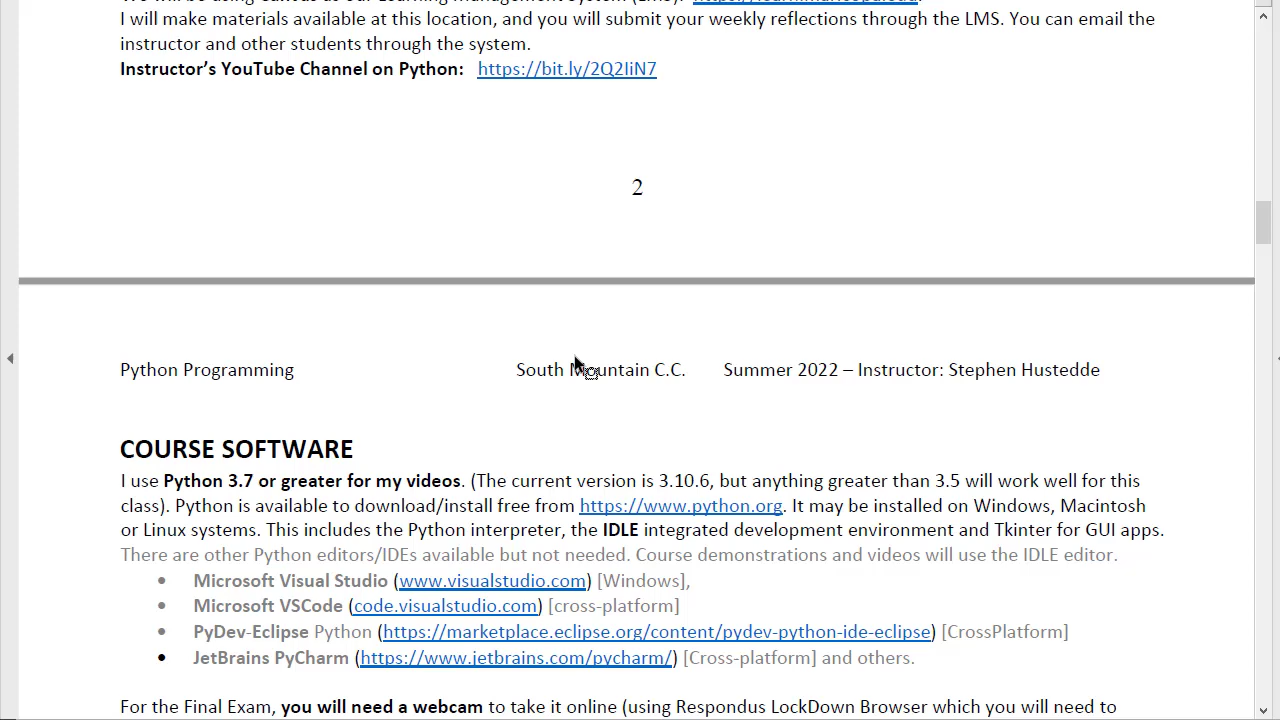 I will make materials available at this location, and you will submit your weekly reflections through the LMS. You can email the
instructor and other students through the system.
Instructor’s YouTube Channel on Python: https://bit.ly/2Q2IiN7
2
Python Programming South Mountain C.C. Summer 2022 – Instructor: Stephen Hustedde
COURSE SOFTWARE
I use Python 3.7 or greater for my videos. (The current version is 3.10.6, but anything greater than 3.5 will work well for this
class). Python is available to download/install free from https://www.python.org. It may be installed on Windows, Macintosh
or Linux systems. This includes the Python interpreter, the IDLE integrated development environment and Tkinter for GUI apps.
There are other Python editors/IDEs available but not needed. Course demonstrations and videos will use the IDLE editor.
• Microsoft Visual Studio (www.visualstudio.com) [Windows],
• Microsoft VSCode (code.visualstudio.com) [cross-platform]
• PyDev-Eclipse Python (https://marketplace.eclipse.org/content/pydev-python-ide-eclipse) [CrossPlatform]
• JetBrains PyCharm (https://www.jetbrains.com/pycharm/) [Cross-platform] and others.
For the Final Exam, you will need a webcam to take it online (using Respondus LockDown Browser which you will need to